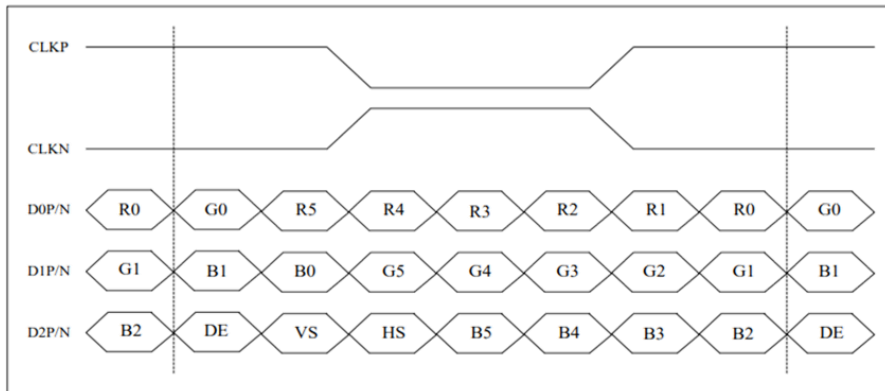 CLKP
CLKN
D0P/N R0 G0 R5 R4 R3 R2 R1 R0 G0
D1P/N G1 B1 B0 G5 G4 G3 G2 G1 B1
D2P/N B2 DE VS HS B5 B4 B3 B2 DE